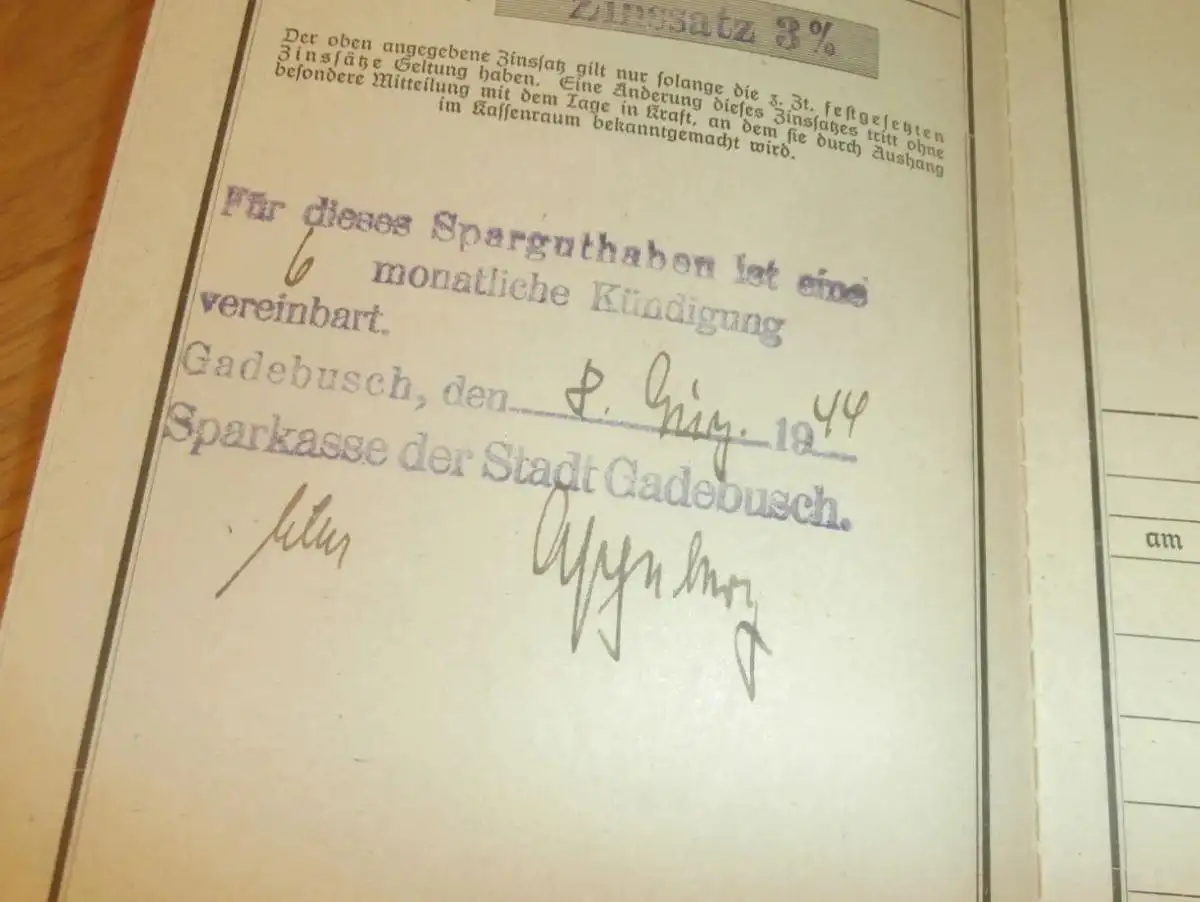 Zinssatz 3%
Der oben angegebene Zinssatz gilt nur solange die z. Zt. festgesetzten
Zinssätze Geltung haben. Eine Änderung dieses Zinssatzes tritt ohne
besondere Mitteilung mit dem Tage in Kraft, an dem sie durch Aushang
im Kassenraum bekanntgemacht wird.
Für dieses Sparguthaben ist eine
6 monatliche Kündigung
vereinbart.
Gadebusch, den 8. 1944
Sparkasse der Stadt Gadebusch.
am